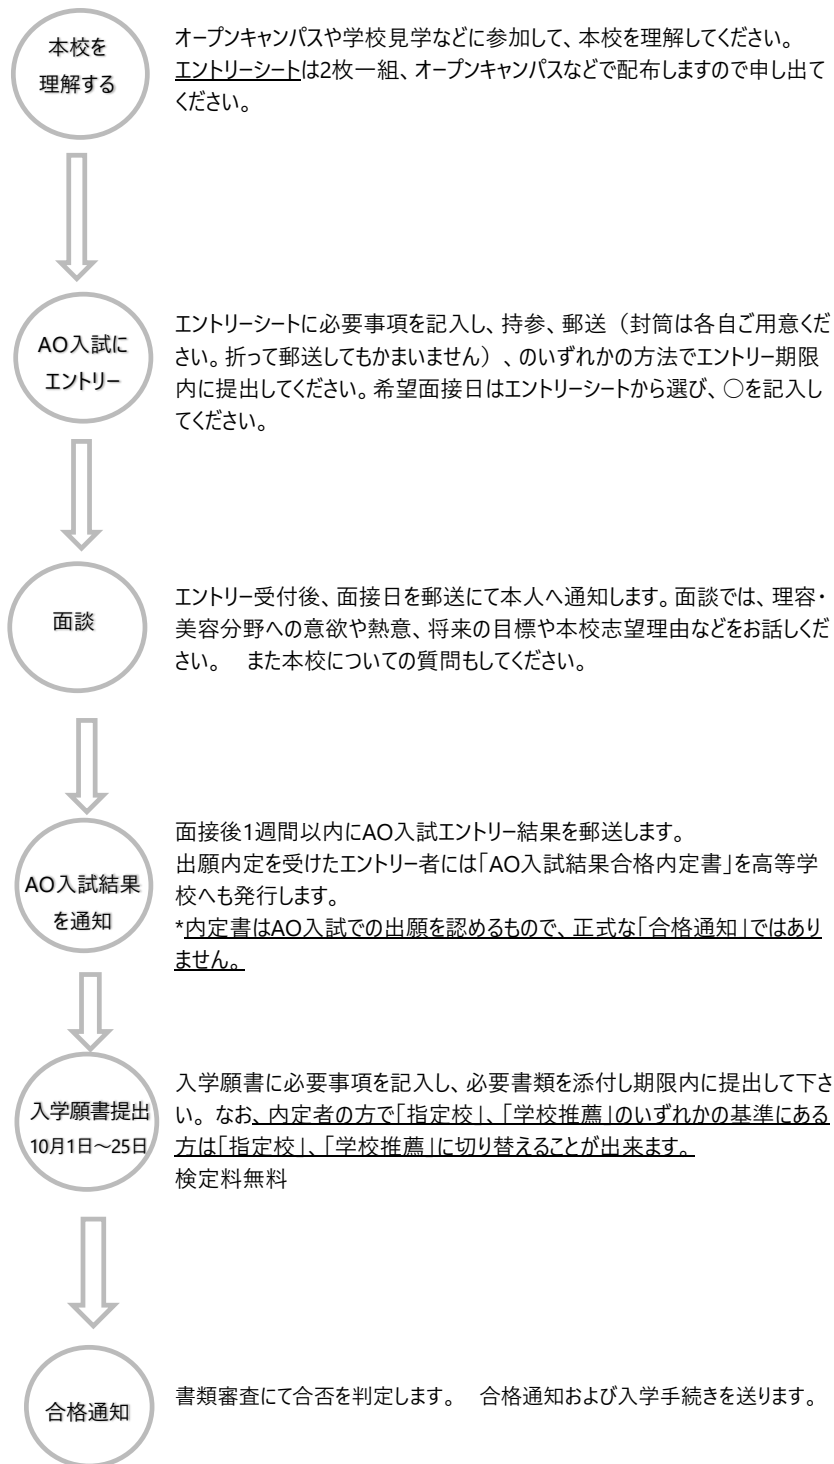 本校を
理解する
オープンキャンパスや学校見学などに参加して、本校を理解してください。
エントリーシートは2枚一組、オープンキャンパスなどで配布しますので申し出て
ください。
AO入試に
エントリー
エントリーシートに必要事項を記入し、持参、郵送（封筒は各自ご用意くだ
さい。折って郵送してもかまいません）、のいずれかの方法でエントリー期限
内に提出してください。希望面接日はエントリーシートから選び、○を記入し
てください。
面談
エントリー受付後、面接日を郵送にて本人へ通知します。面談では、理容・
美容分野への意欲や熱意、将来の目標や本校志望理由などをお話しくだ
さい。　また本校についての質問もしてください。
AO入試結果
を通知
面接後1週間以内にAO入試エントリー結果を郵送します。
出願内定を受けたエントリー者には「AO入試結果合格内定書」を高等学
校へも発行します。
*内定書はAO入試での出願を認めるもので、正式な「合格通知」ではあり
ません。
入学願書提出
10月1日～25日
入学願書に必要事項を記入し、必要書類を添付し期限内に提出して下さ
い。なお、内定者の方で「指定校」、「学校推薦」のいずれかの基準にある
方は「指定校」、「学校推薦」に切り替えることが出来ます。
検定料無料
合格通知
書類審査にて合否を判定します。　合格通知および入学手続きを送ります。